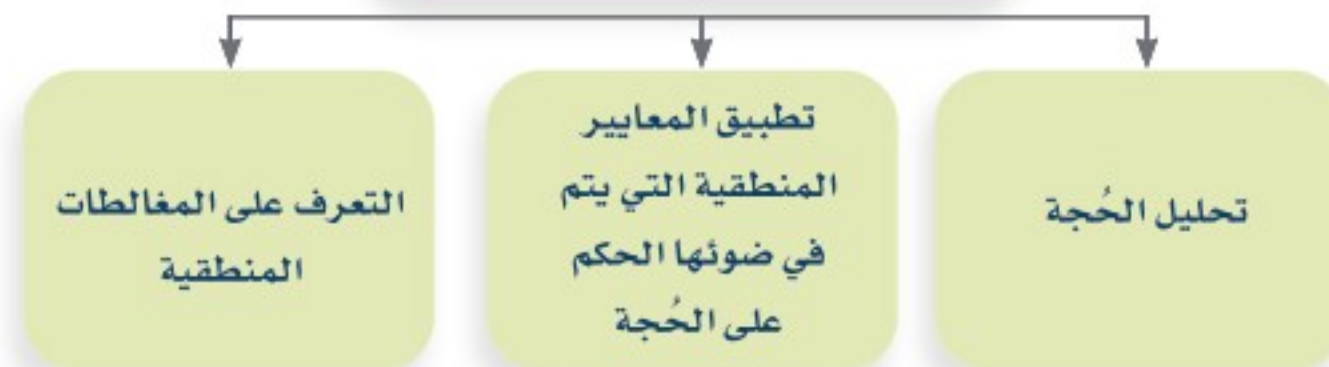 تحليل الحُجة
تطبيق المعايير
المنطقية التي يتم
في ضوئها الحكم
على الحُجة
التعرف على المغالطات
المنطقية